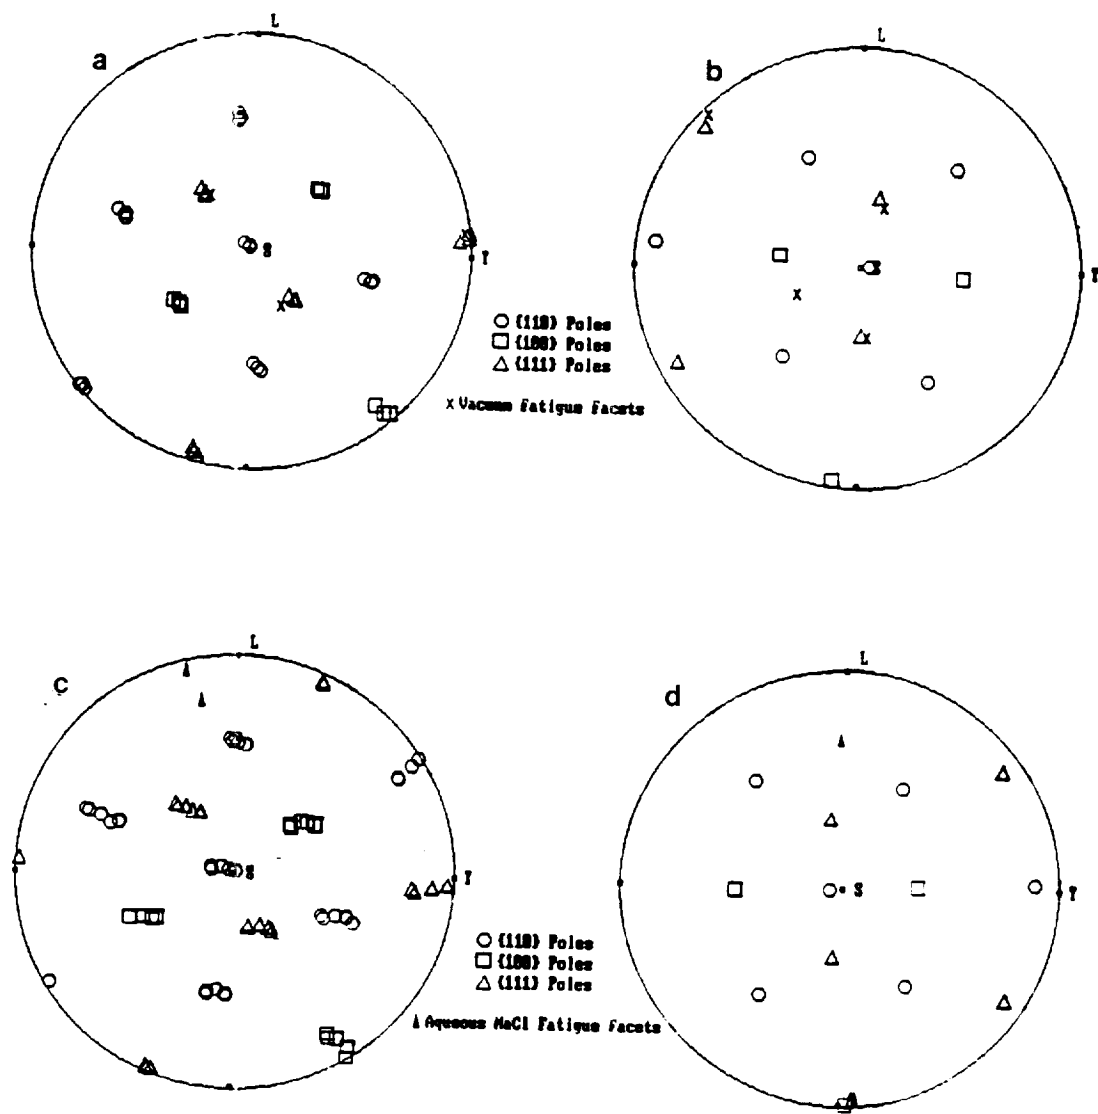 L
a
S
T
L
b
S
T
{110} Poles
{100} Poles
{111} Poles
x Vacuum Fatigue Facets
L
c
S
T
L
d
S
T
{110} Poles
{100} Poles
{111} Poles
Aqueous NaCl Fatigue Facets